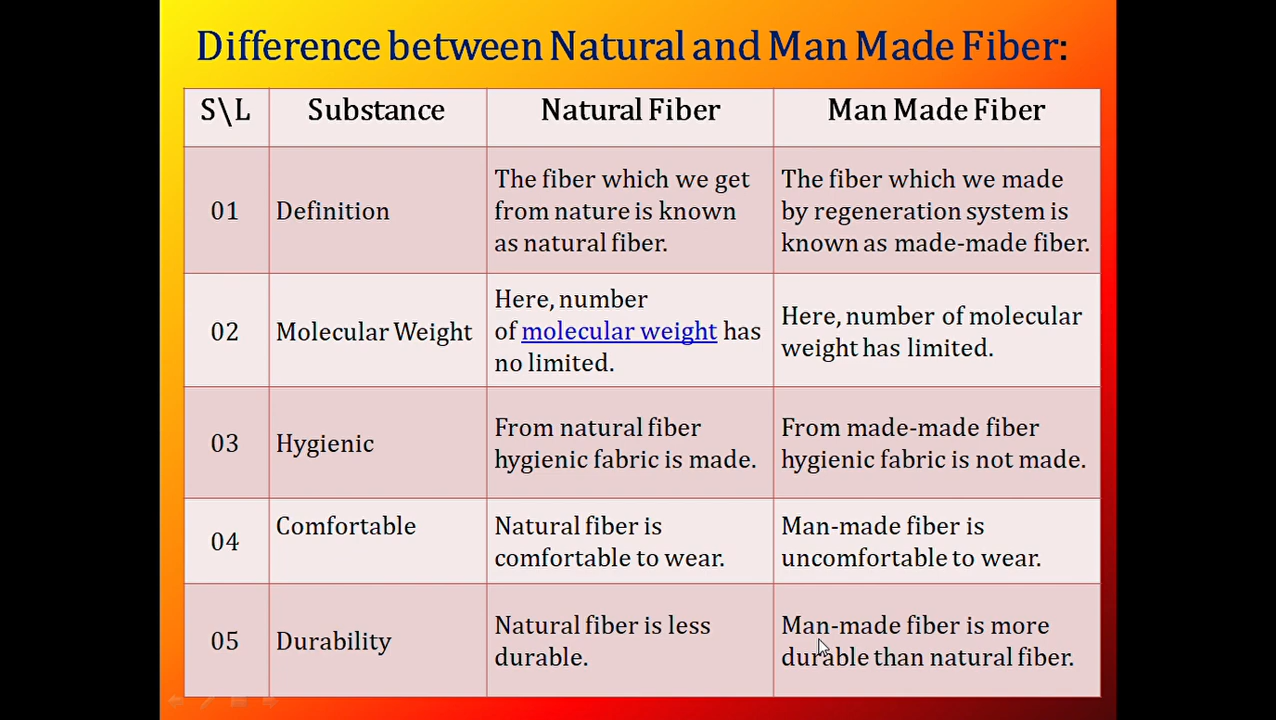 Difference between Natural and Man Made Fiber:
S\L Substance Natural Fiber Man Made Fiber
01
Definition
The fiber which we get
from nature is known
as natural fiber.
The fiber which we made
by regeneration system is
known as made-made fiber.
02
Molecular Weight
Here, number
of molecular weight has
no limited.
Here, number of molecular
weight has limited.
03
Hygienic
From natural fiber
hygienic fabric is made.
From made-made fiber
hygienic fabric is not made.
04
Comfortable
Natural fiber is
comfortable to wear.
Man-made fiber is
uncomfortable to wear.
05
Durability
Natural fiber is less
durable.
Man-made fiber is more
durable than natural fiber.